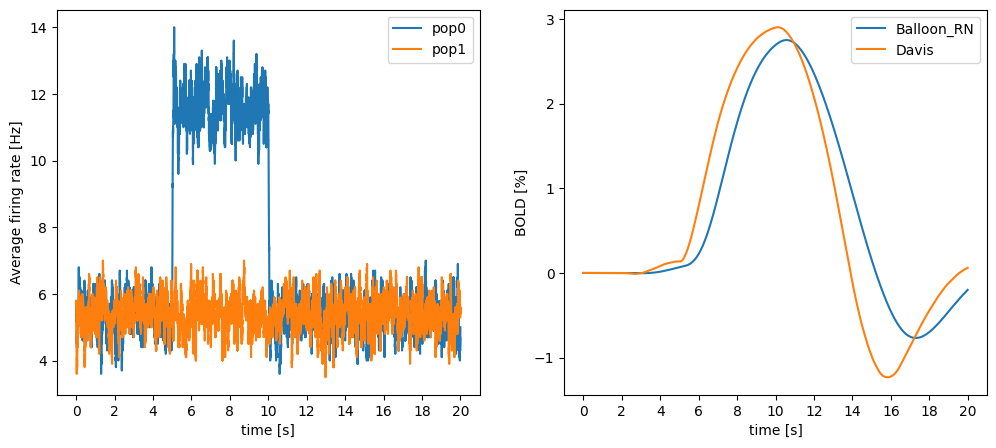 Average firing rate [Hz]
14
12
10
8
6
4
0 2 4 6 8 10 12 14 16 18 20
time [s]
pop0
pop1
BOLD [%]
3
2
1
0
−1
0 2 4 6 8 10 12 14 16 18 20
time [s]
Balloon_RN
Davis